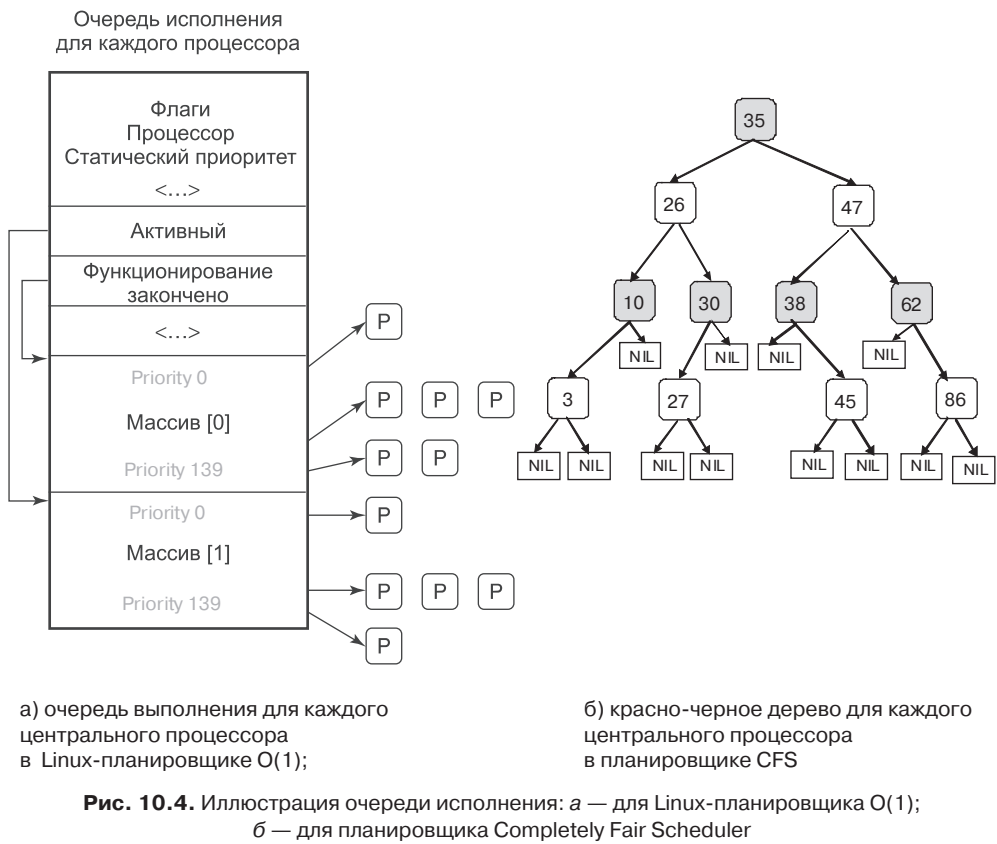 Очередь исполнения
для каждого процессора
Флаги
Процессор
Статический приоритет
<...>
Активный
Функционирование
закончено
<...>
Priority 0
Массив [0]
Priority 139
Priority 0
Массив [1]
Priority 139
P
P P P
P P
P
P P P
P
35
26 47
10 30 38 62
NIL NIL NIL NIL
3 27 45 86
NIL NIL NIL NIL NIL NIL NIL NIL
а) очередь выполнения для каждого
центрального процессора
в Linux-планировщике O(1);
б) красно-черное дерево для каждого
центрального процессора
в планировщике CFS
Рис. 10.4. Иллюстрация очереди исполнения: а — для Linux-планировщика O(1);
б — для планировщика Completely Fair Scheduler